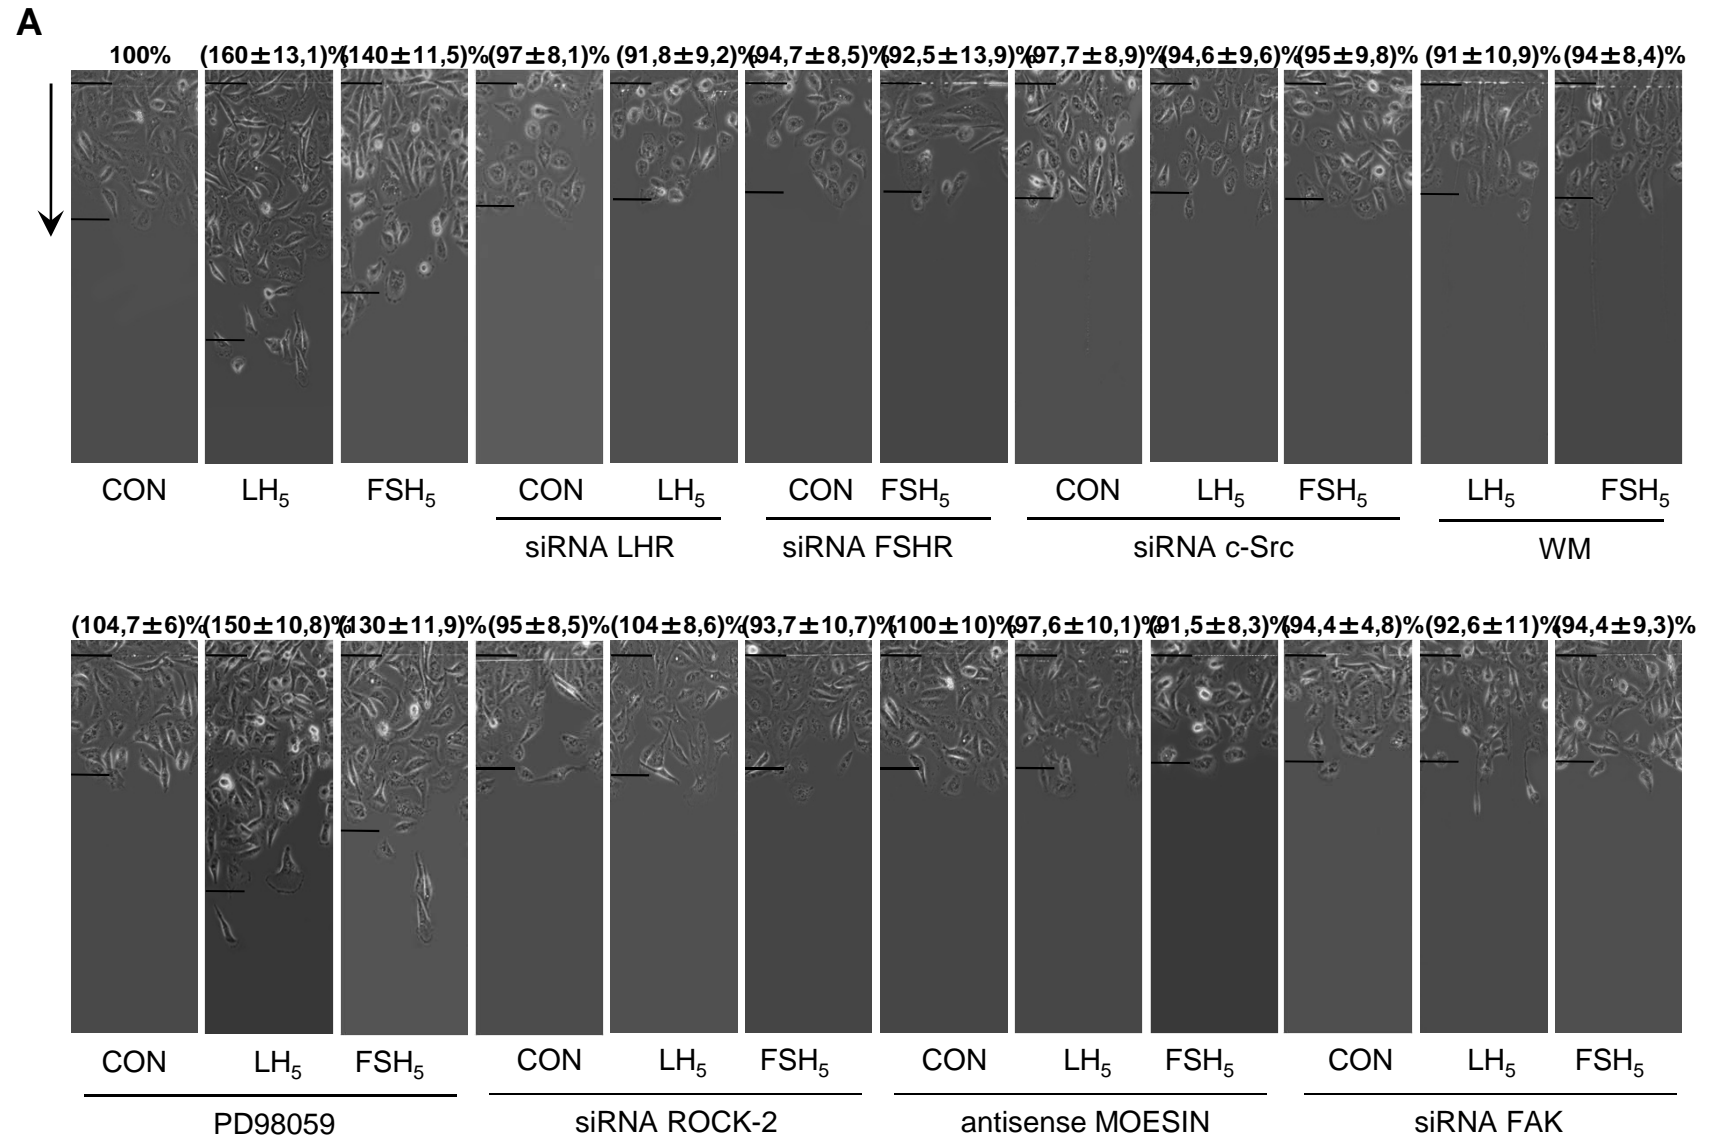 A
100% (160±13,1)% (140±11,5)% (97±8,1)% (91,8±9,2)% (94,7±8,5)% (92,5±13,9)% (97,7±8,9)% (94,6±9,6)% (95±9,8)% (91±10,9)% (94±8,4)%
CON LH5 FSH5 CON LH5 CON FSH5 CON LH5 FSH5 LH5 FSH5
siRNA LHR siRNA FSHR siRNA c-Src WM
(104,7±6)% (150±10,8)% (130±11,9)% (95±8,5)% (104±8,6)% (93,7±10,7)% (100±10)% (97,6±10,1)% (91,5±8,3)% (94,4±4,8)% (92,6±11)% (94,4±9,3)%
CON LH5 FSH5 CON LH5 FSH5 CON LH5 FSH5 CON LH5 FSH5
PD98059 siRNA ROCK-2 antisense MOESIN siRNA FAK